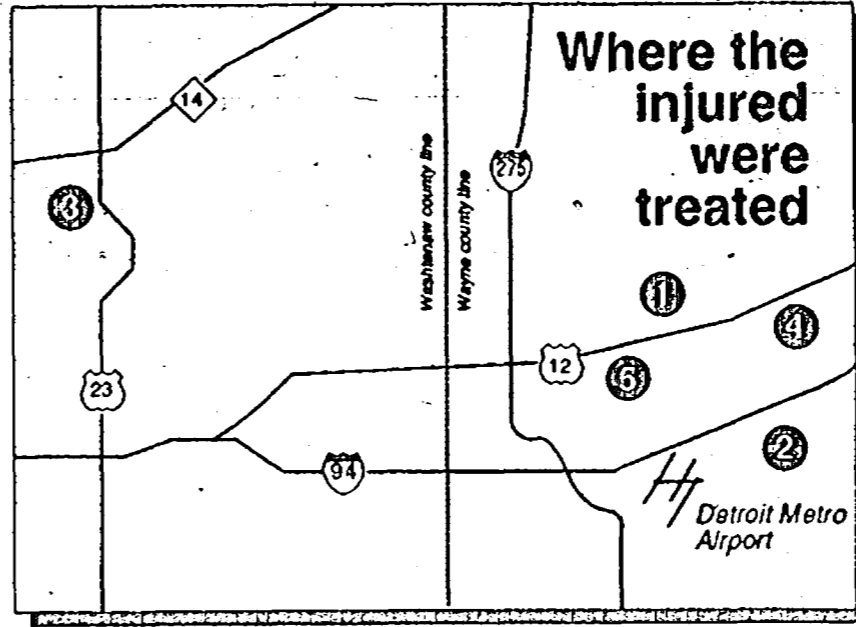 Where the
injured
were
treated
14
275
Washtenaw county line
Wayne county line
1
4
6
12
23
94
2
Detroit Metro
Airport